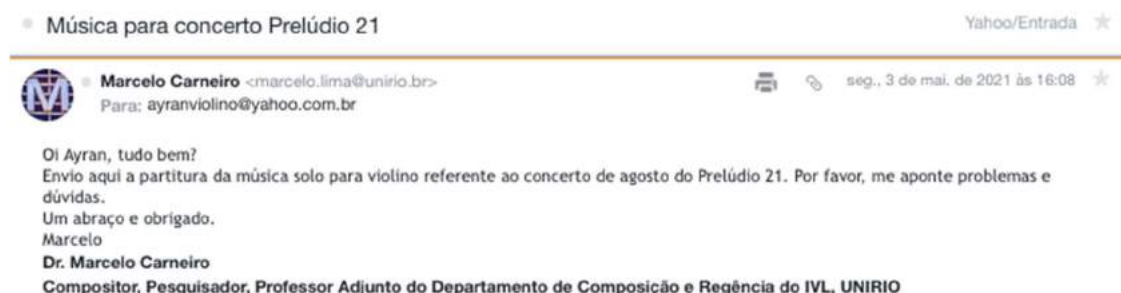 Música para concerto Prelúdio 21
Yahoo/Entrada
Marcelo Carneiro <marcelo.lima@unirio.br>
seg., 3 de mai. de 2021 às 16:08
Para: ayranviolino@yahoo.com.br
Oi Ayran, tudo bem?
Envio aqui a partitura da música solo para violino referente ao concerto de agosto do Prelúdio 21. Por favor, me aponte problemas e
dúvidas.
Um abraço e obrigado.
Marcelo
Dr. Marcelo Carneiro
Compositor, Pesquisador, Professor Adjunto do Departamento de Composição e Regência do IVL, UNIRIO